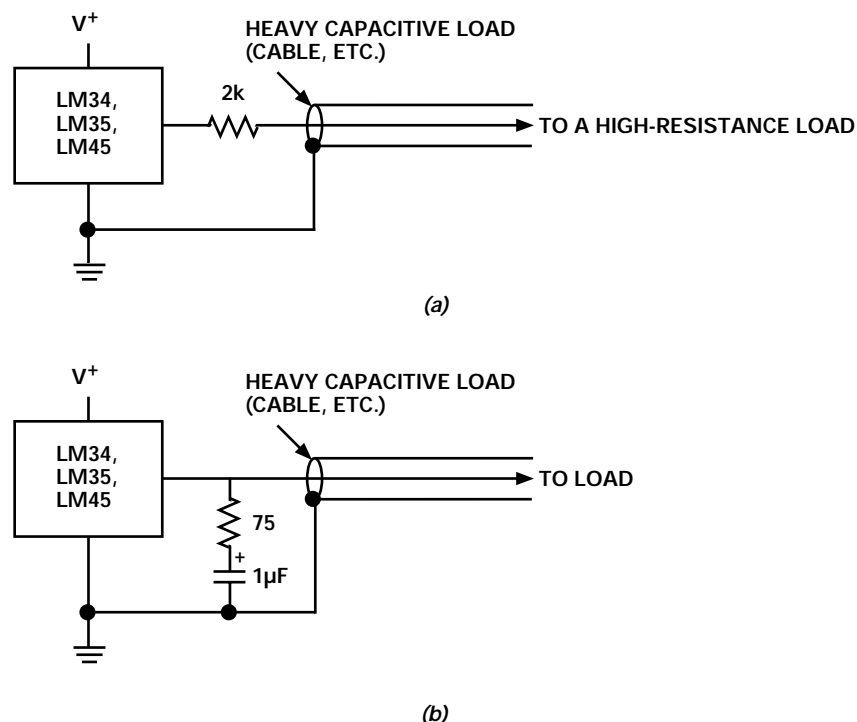 V+
HEAVY CAPACITIVE LOAD
(CABLE, ETC.)
LM34,
LM35,
LM45
2k
TO A HIGH-RESISTANCE LOAD
(a)
V+
HEAVY CAPACITIVE LOAD
(CABLE, ETC.)
LM34,
LM35,
LM45
TO LOAD
75
+
1µF
(b)